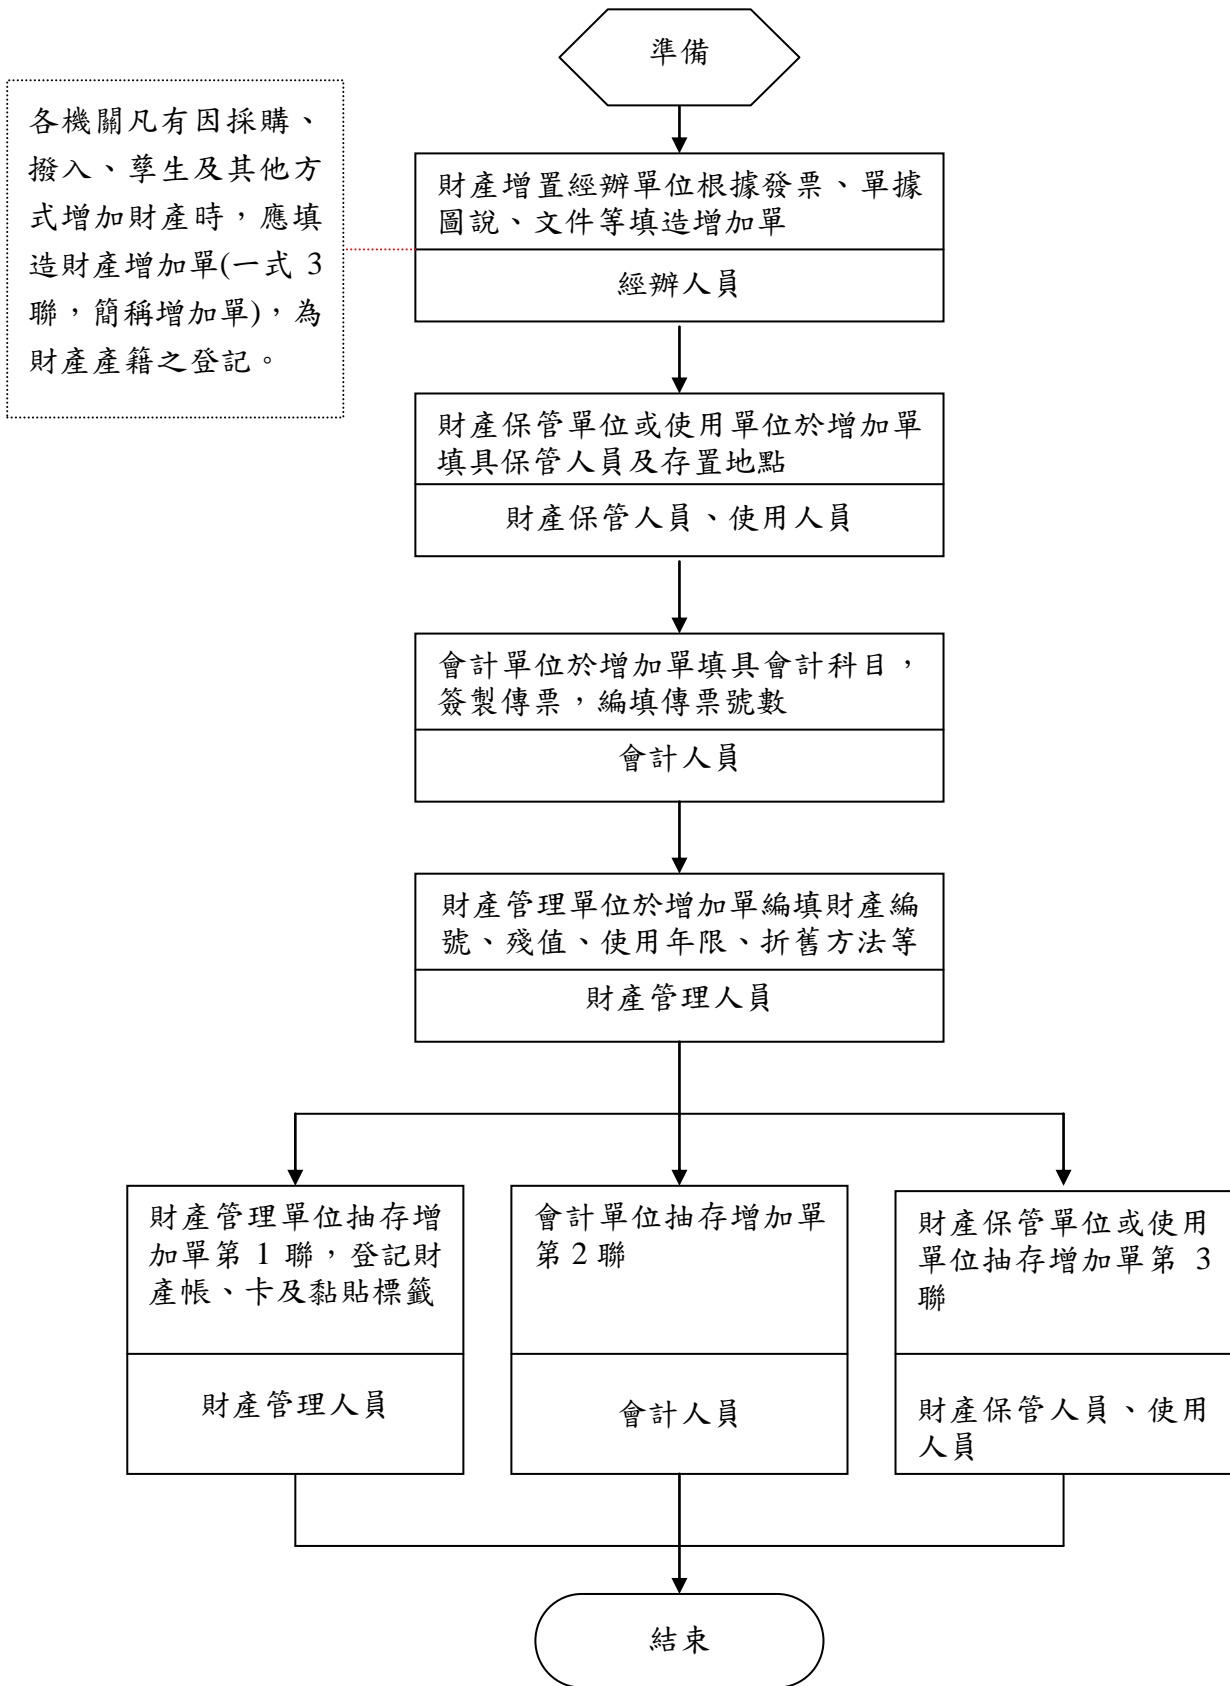 準備
各機關凡有因採購、
撥入、孳生及其他方
式增加財產時，應填
造財產增加單(一式 3
聯，簡稱增加單)，為
財產產籍之登記。
財產增置經辦單位根據發票、單據
圖說、文件等填造增加單
經辦人員
財產保管單位或使用單位於增加單
填具保管人員及存置地點
財產保管人員、使用人員
會計單位於增加單填具會計科目，
簽製傳票，編填傳票號數
會計人員
財產管理單位於增加單編填財產編
號、殘值、使用年限、折舊方法等
財產管理人員
財產管理單位抽存增
加單第 1 聯，登記財
產帳、卡及黏貼標籤
財產管理人員
會計單位抽存增加單
第 2 聯
會計人員
財產保管單位或使用
單位抽存增加單第 3
聯
財產保管人員、使用
人員
結束